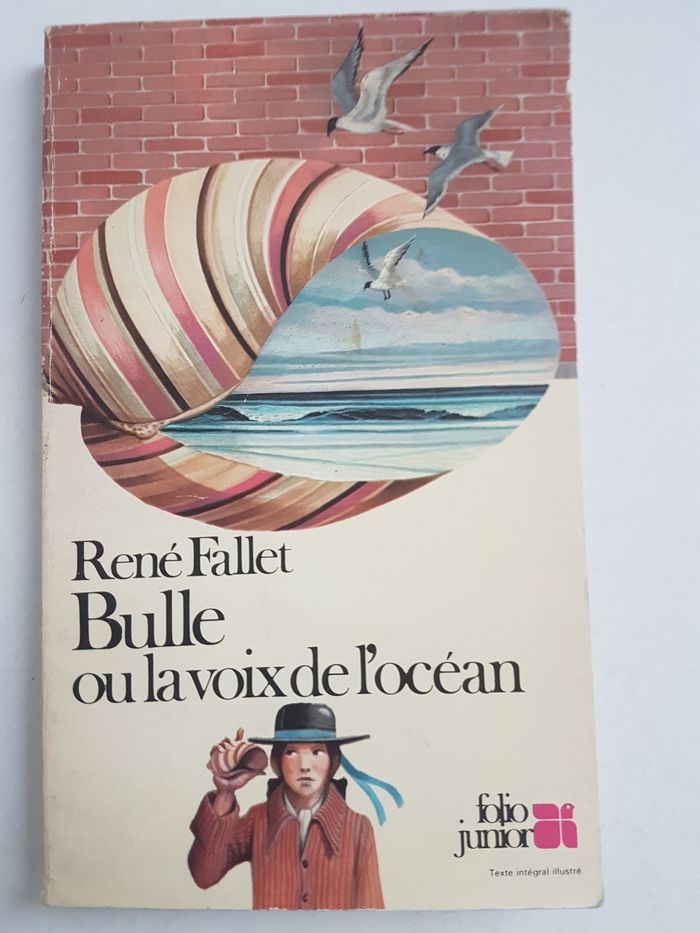 René Fallet
Bulle
ou la voix de l'océan
folio
junior
Texte intégral illustré